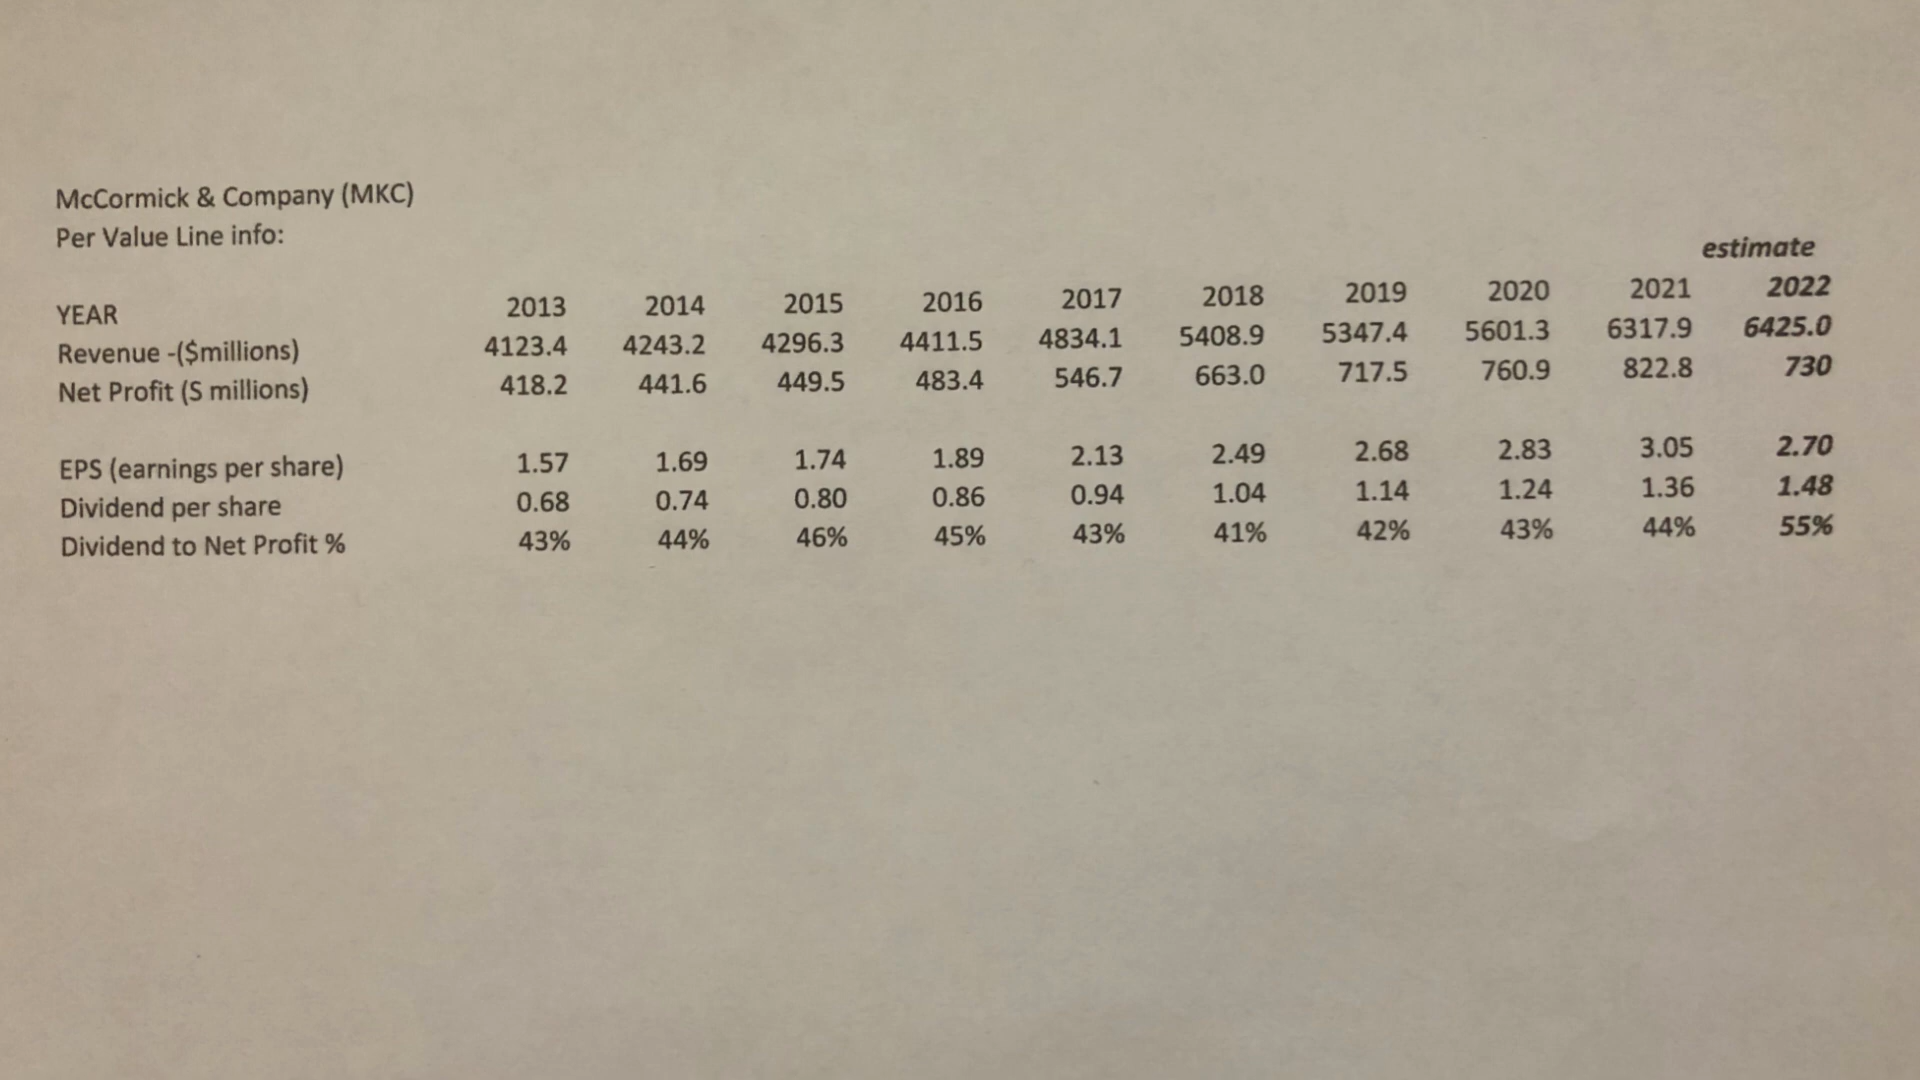 McCormick & Company (MKC)
Per Value Line info:
estimate
YEAR 2013 2014 2015 2016 2017 2018 2019 2020 2021 2022
Revenue -($millions) 4123.4 4243.2 4296.3 4411.5 4834.1 5408.9 5347.4 5601.3 6317.9 6425.0
Net Profit (S millions) 418.2 441.6 449.5 483.4 546.7 663.0 717.5 760.9 822.8 730
EPS (earnings per share) 1.57 1.69 1.74 1.89 2.13 2.49 2.68 2.83 3.05 2.70
Dividend per share 0.68 0.74 0.80 0.86 0.94 1.04 1.14 1.24 1.36 1.48
Dividend to Net Profit % 43% 44% 46% 45% 43% 41% 42% 43% 44% 55%